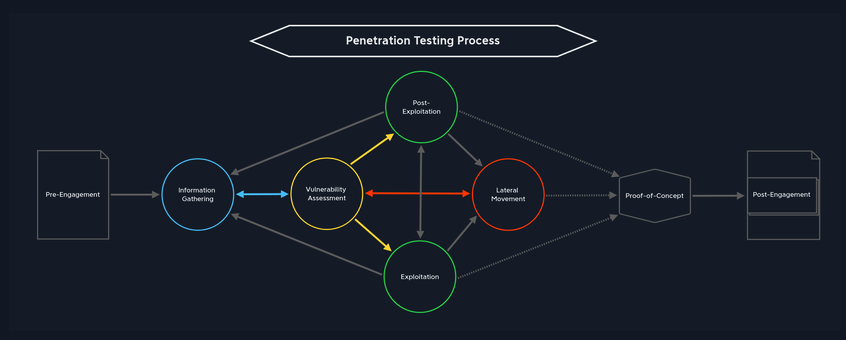 Penetration Testing Process
Post-
Exploitation
Pre-Engagement
Information
Gathering
Vulnerability
Assessment
Lateral
Movement
Proof-of-Concept
Post-Engagement
Exploitation